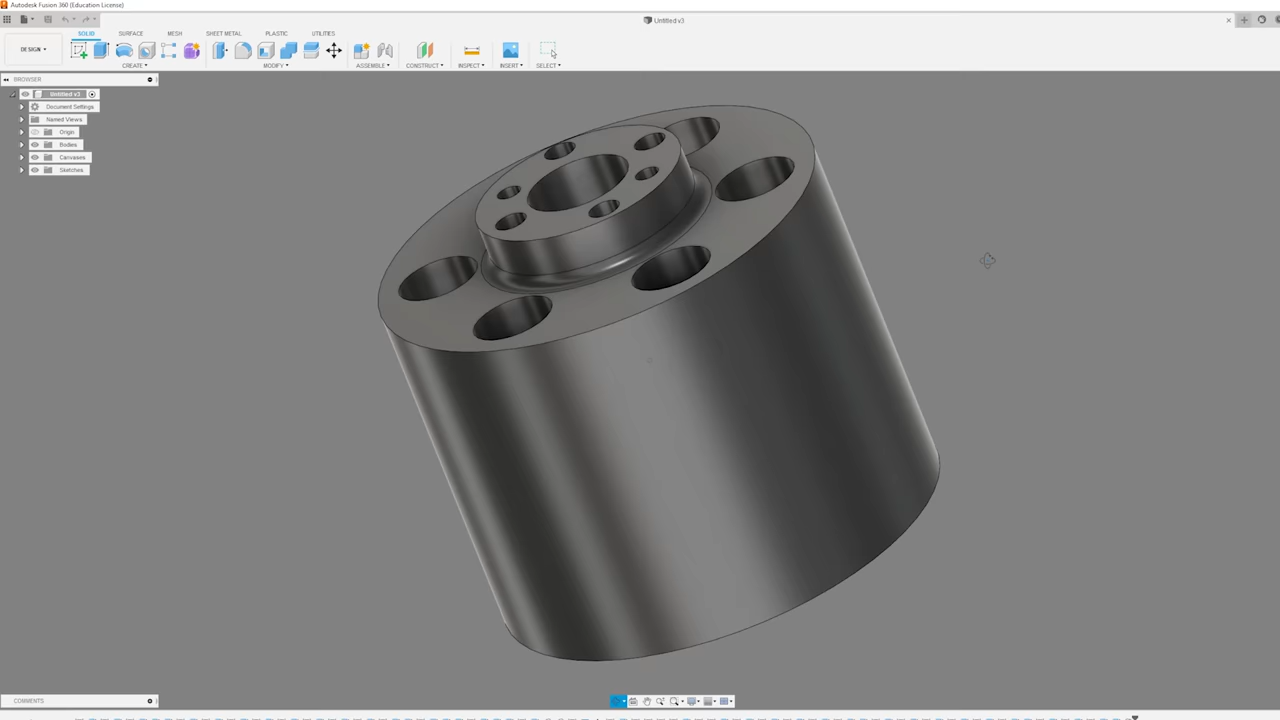 Autodesk Fusion 360 (Education License)
Untitled v3
SOLID SURFACE MESH SHEET METAL PLASTIC UTILITIES
DESIGN
CREATE MODIFY ASSEMBLE CONSTRUCT INSPECT INSERT SELECT
BROWSER
Untitled v3
Document Settings
Named Views
Origin
Bodies
Canvases
Sketches
COMMENTS